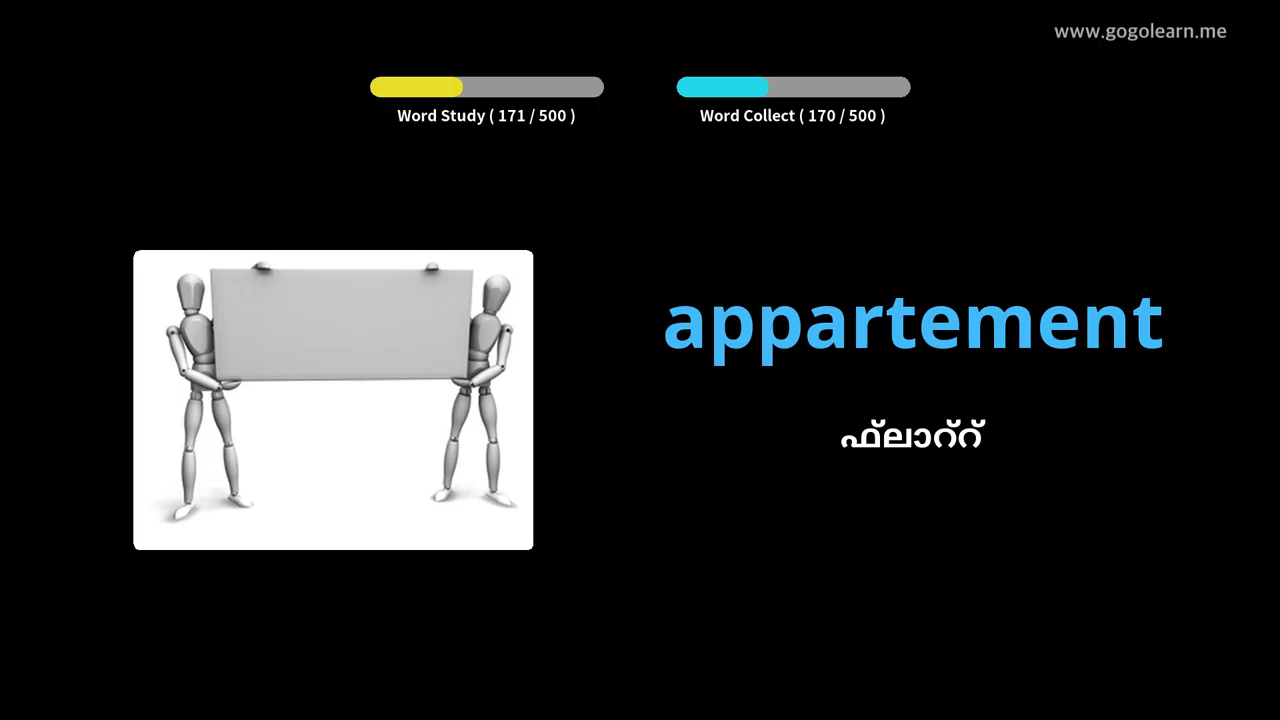 www.gogolearn.me
Word Study ( 171 / 500 )
Word Collect ( 170 / 500 )
appartement
ഫ്ലാറ്റ്